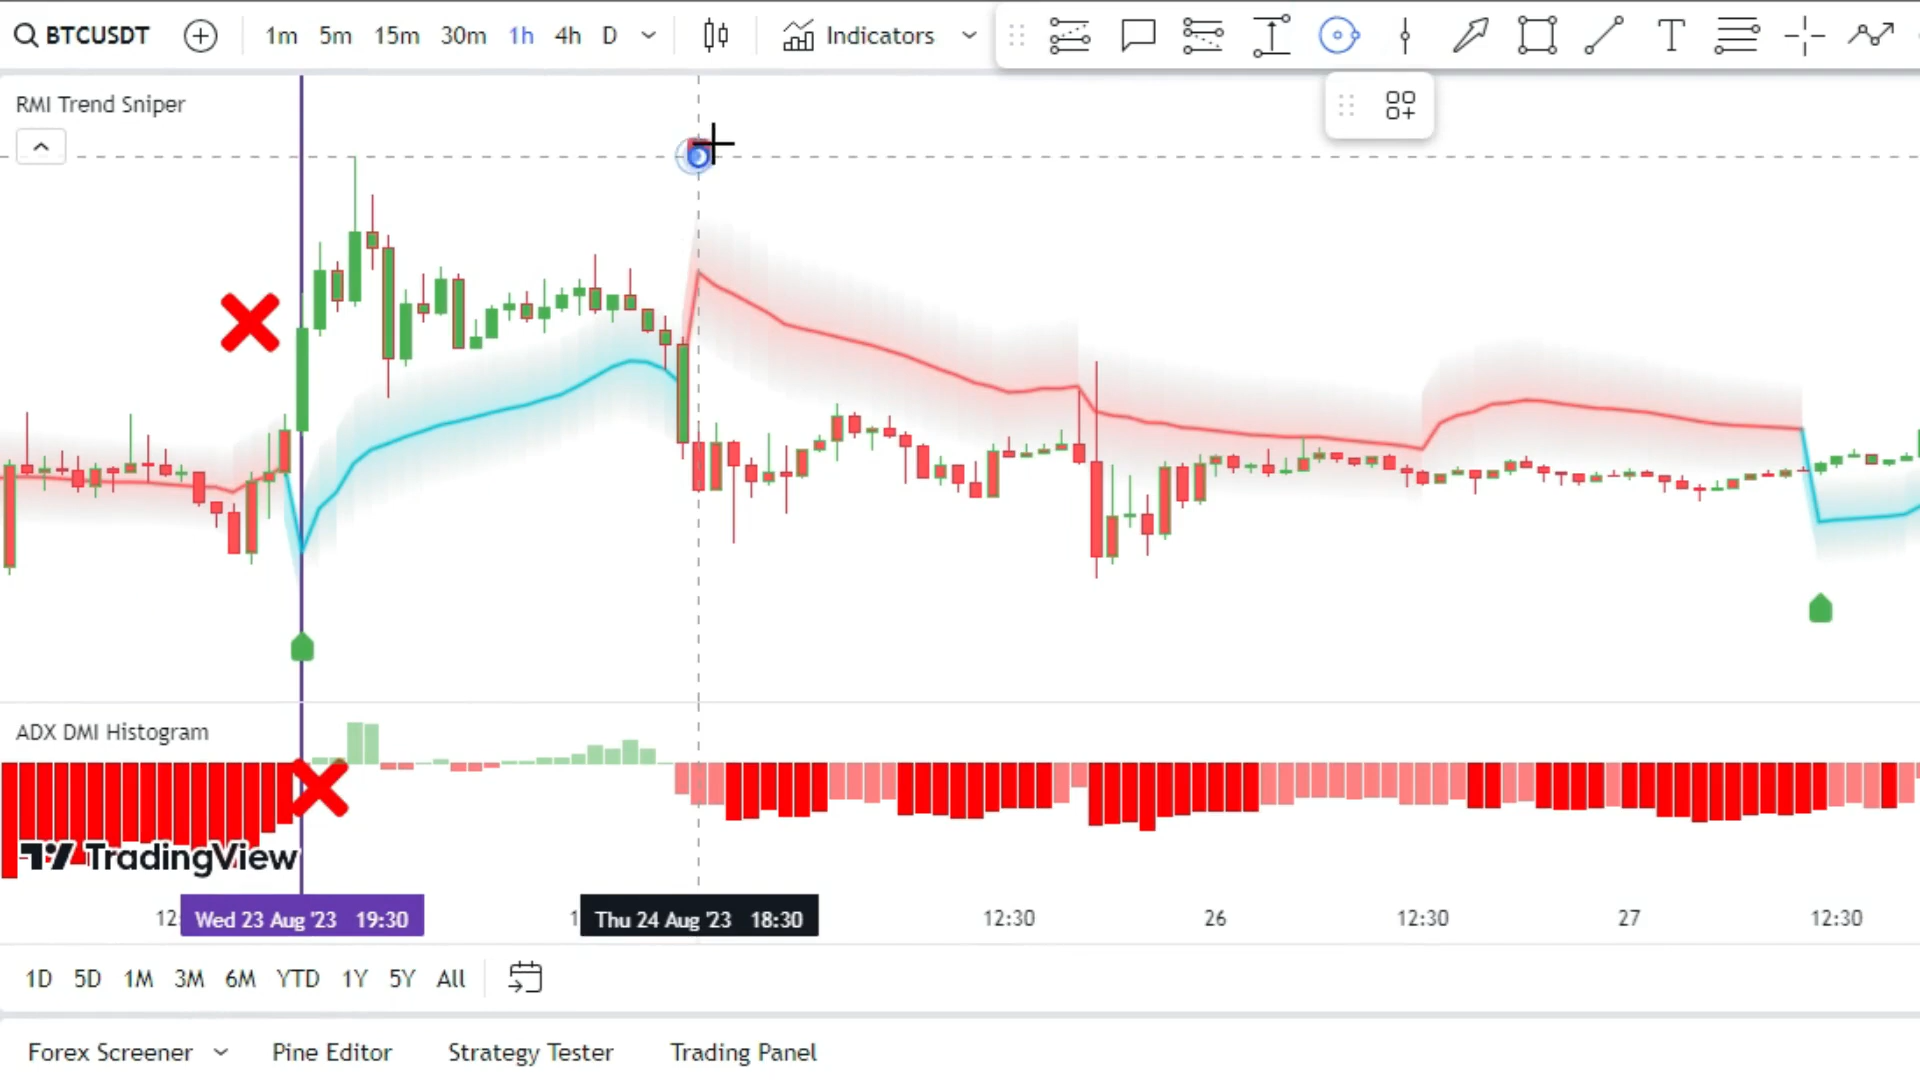 BTCUSDT 1m 5m 15m 30m 1h 4h D Indicators
RMI Trend Sniper
ADX DMI Histogram
TradingView
12: Wed 23 Aug '23 19:30 1 Thu 24 Aug '23 18:30 12:30 26 12:30 27 12:30
1D 5D 1M 3M 6M YTD 1Y 5Y All
Forex Screener Pine Editor Strategy Tester Trading Panel